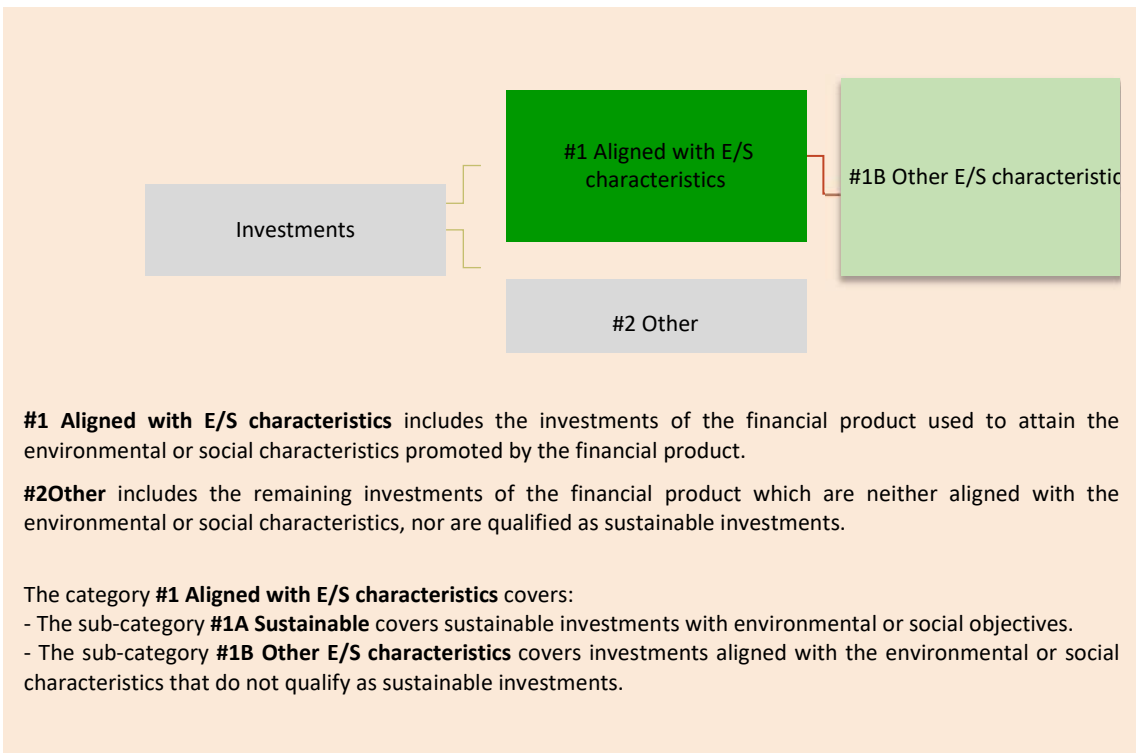 #1 Aligned with E/S
characteristics
#1B Other E/S characteristic
Investments
#2 Other
#1 Aligned with E/S characteristics includes the investments of the financial product used to attain the
environmental or social characteristics promoted by the financial product.
#2Other includes the remaining investments of the financial product which are neither aligned with the
environmental or social characteristics, nor are qualified as sustainable investments.
The category #1 Aligned with E/S characteristics covers:
- The sub-category #1A Sustainable covers sustainable investments with environmental or social objectives.
- The sub-category #1B Other E/S characteristics covers investments aligned with the environmental or social
characteristics that do not qualify as sustainable investments.